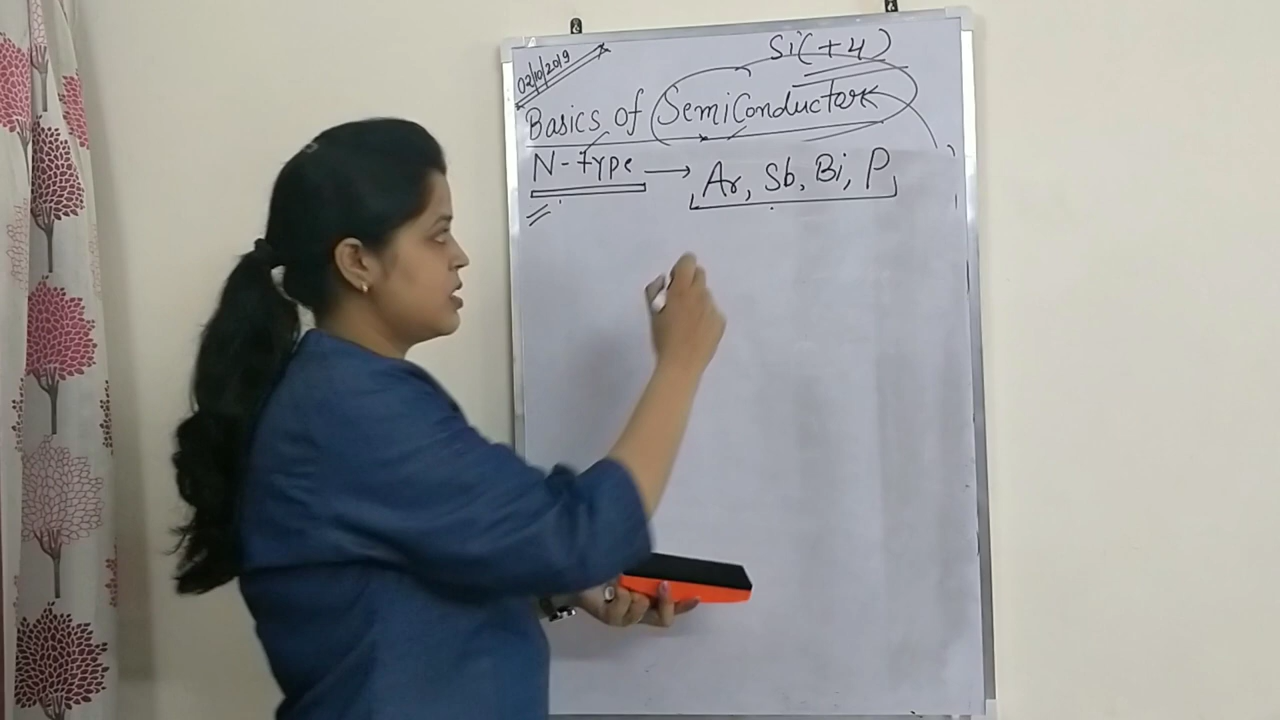 02/10/2019
Si(+4)
Basics of Semiconductor
N-type → Ar, Sb, Bi, P